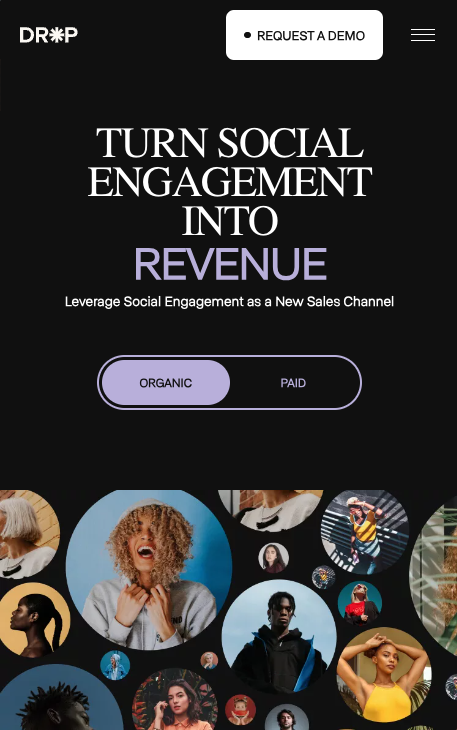 DR*P
REQUEST A DEMO
TURN SOCIAL
ENGAGEMENT
INTO
REVENUE
Leverage Social Engagement as a New Sales Channel
ORGANIC
PAID